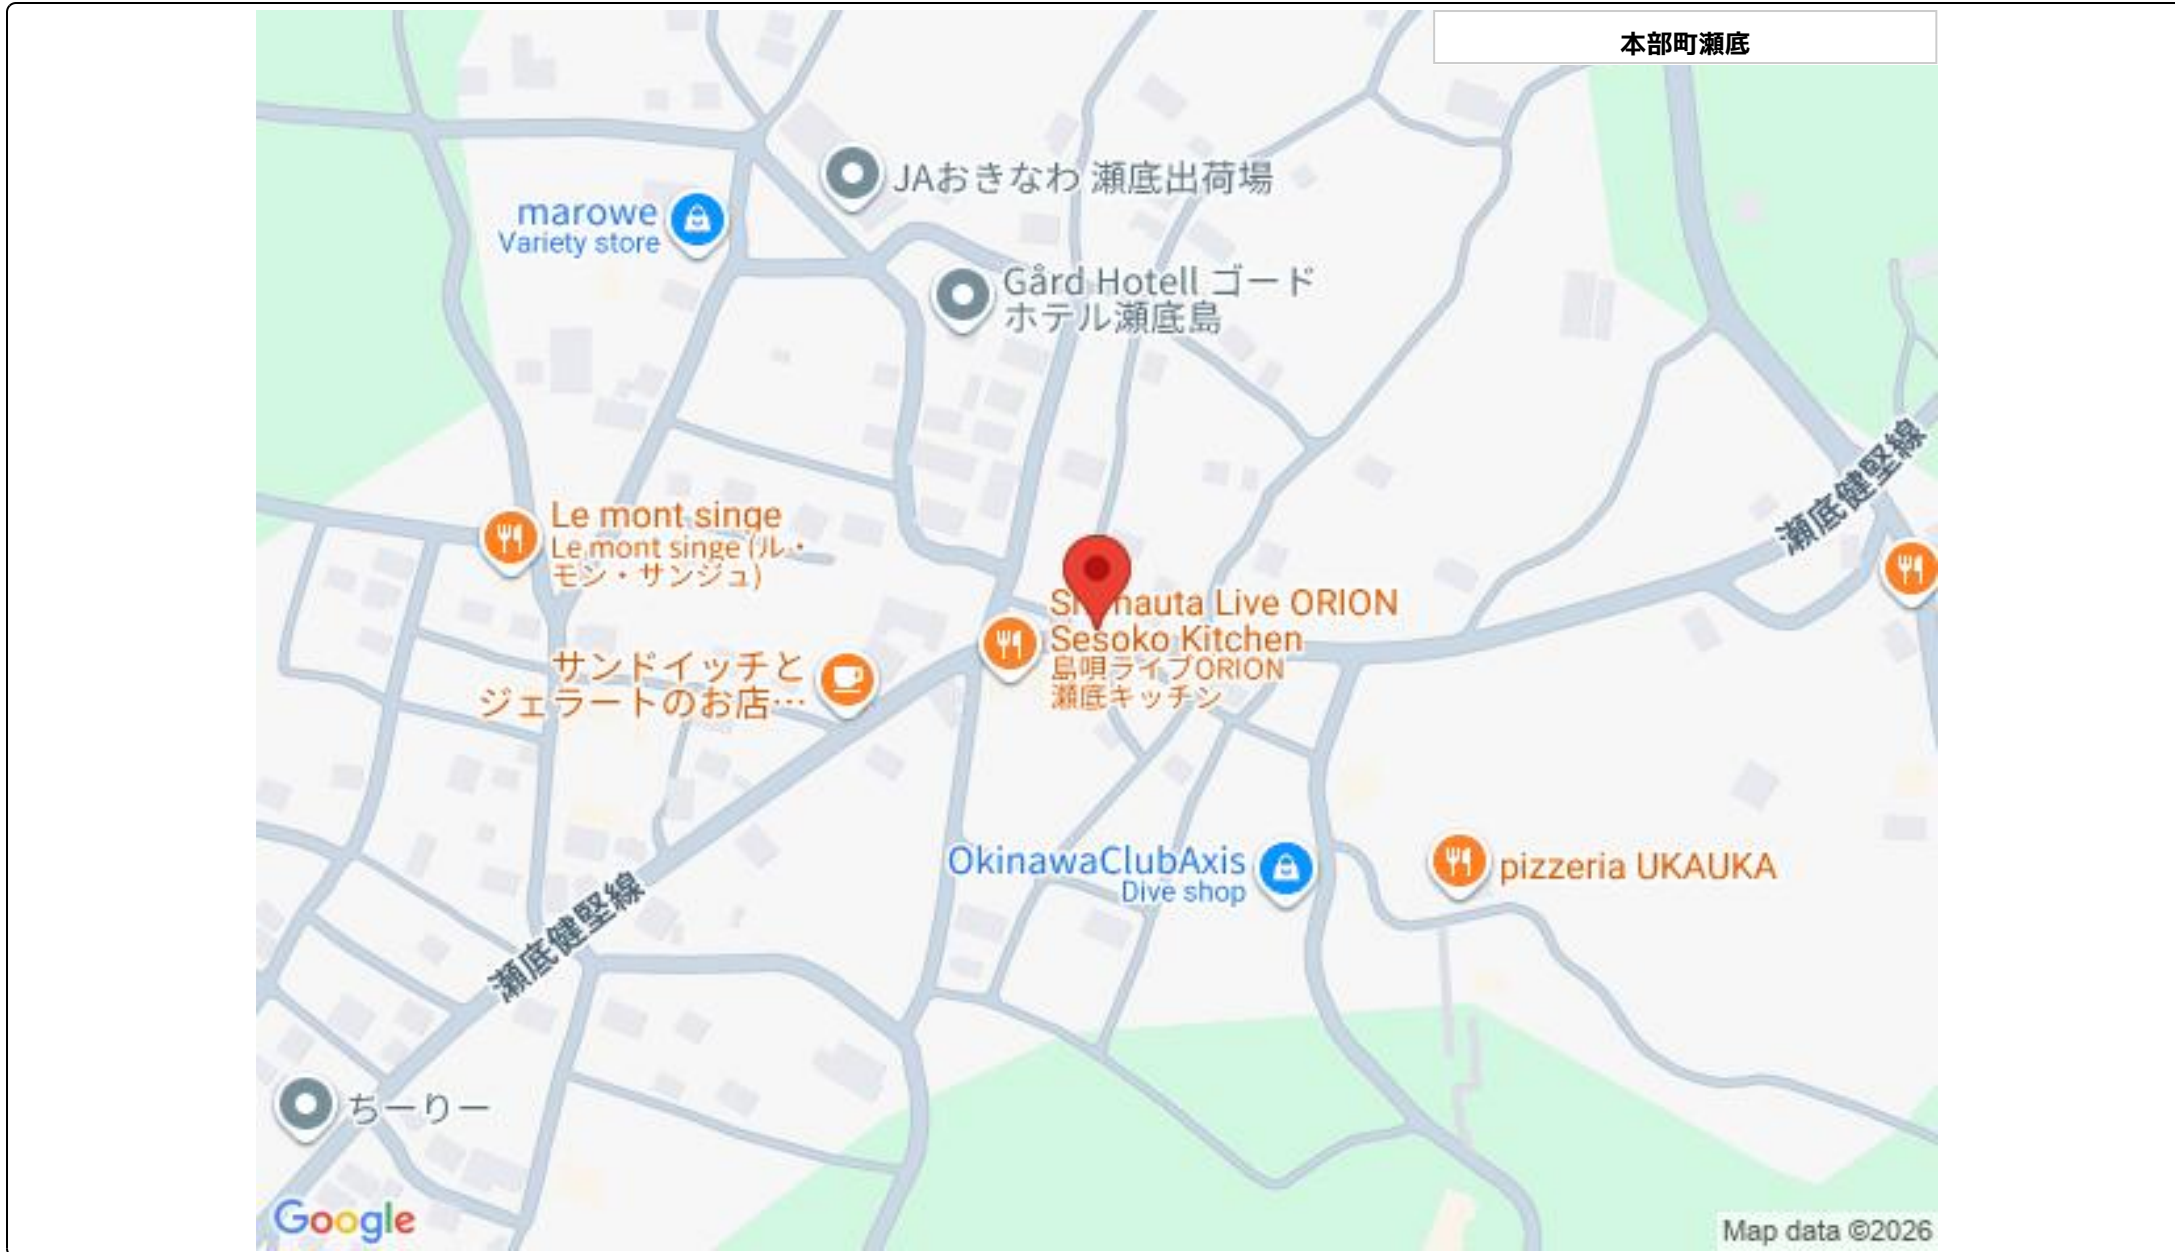 本部町瀬底
JAおきなわ 瀬底出荷場
marowe
Variety store
Gård Hotell ゴード
ホテル瀬底島
瀬底健堅線
Le mont singe
Le mont singe (ル・
モン・サンジュ)
Live ORION
Sesoko Kitchen
島唄ライブORION
瀬底キッチン
サンドイッチと
ジェラートのお店…
OkinawaClubAxis
Dive shop
pizzeria UKAUKA
瀬底健堅線
ちーりー
Google
Map data ©2026